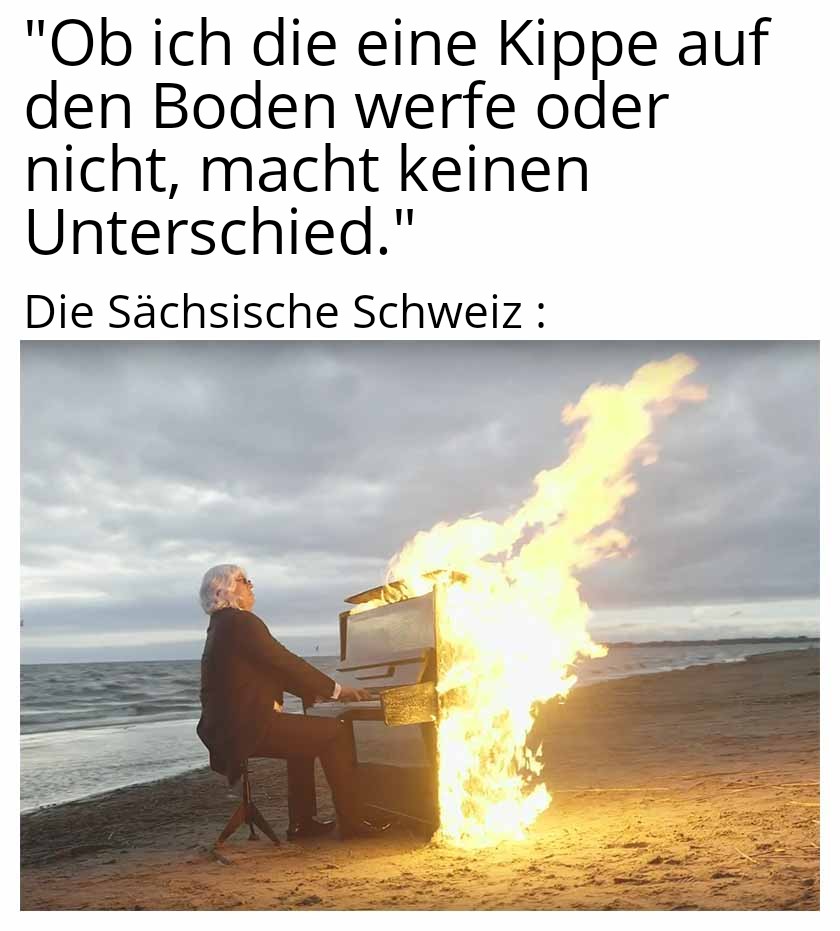 "Ob ich die eine Kippe auf
den Boden werfe oder
nicht, macht keinen
Unterschied."
Die Sächsische Schweiz :